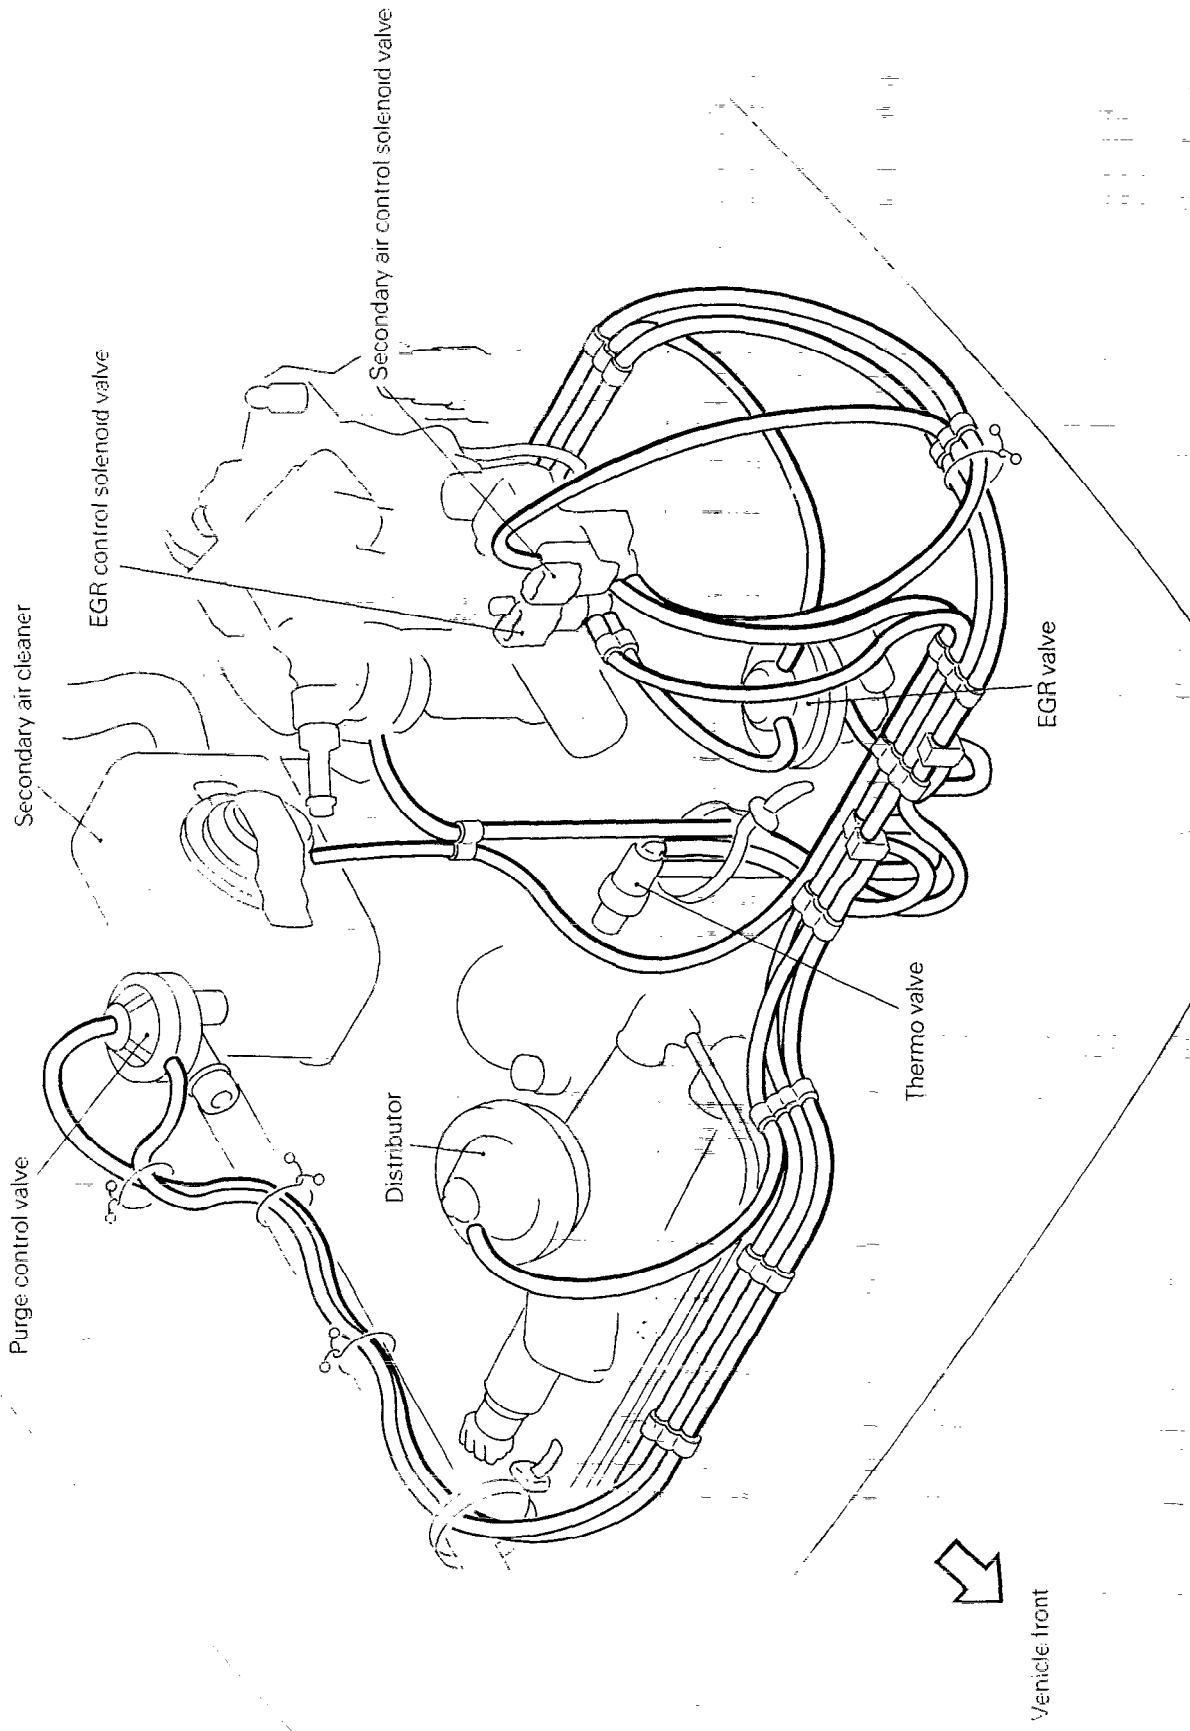 Secondary air control solenoid valve
EGR control solenoid valve
Secondary air cleaner
Purge control valve
Distributor
Thermo valve
EGR valve
Vehicle front